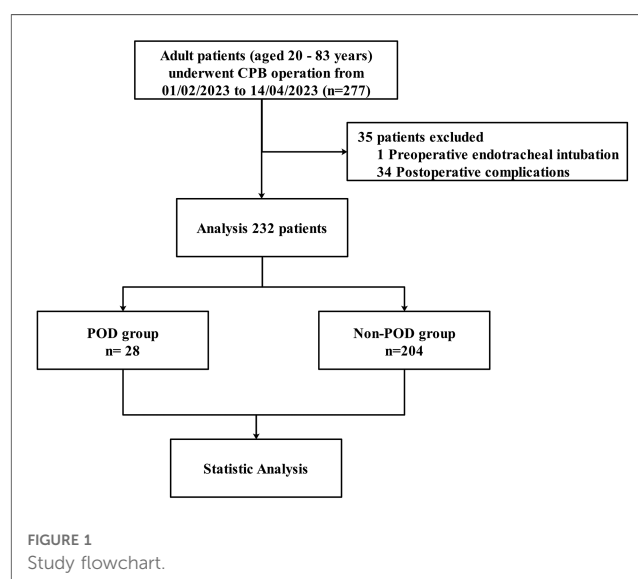 Adult patients (aged 20 - 83 years)
underwent CPB operation from
01/02/2023 to 14/04/2023 (n=277)
35 patients excluded
1 Preoperative endotracheal intubation
34 Postoperative complications
Analysis 232 patients
POD group
n= 28
Non-POD group
n=204
Statistic Analysis
FIGURE 1
Study flowchart.